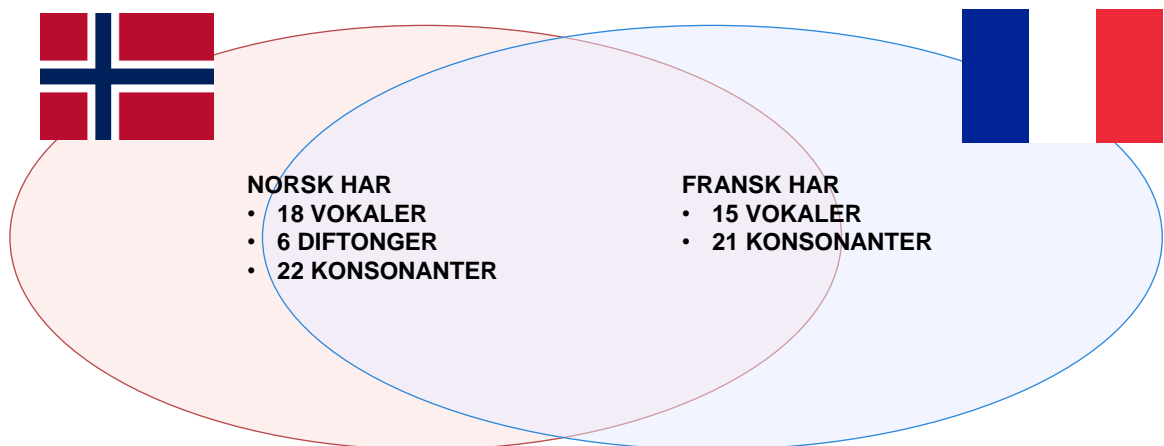 NORSK HAR
• 18 VOKALER
• 6 DIFTONGER
• 22 KONSONANTER
FRANSK HAR
• 15 VOKALER
• 21 KONSONANTER